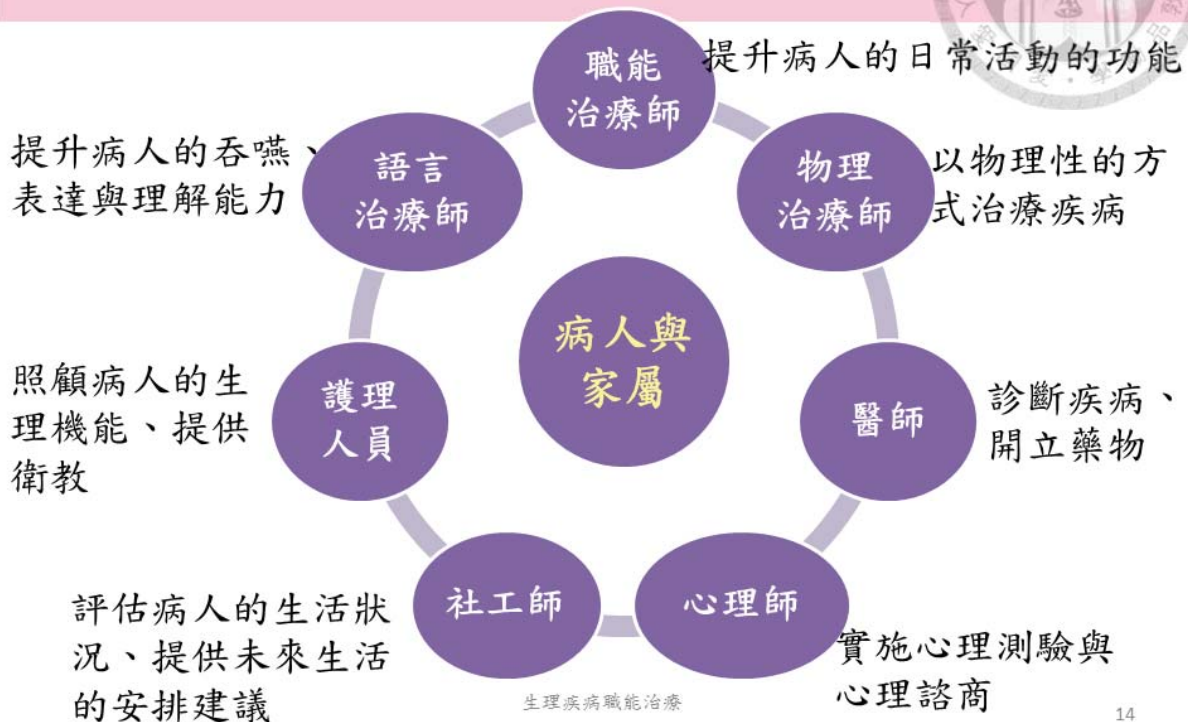 職能
治療師
提升病人的日常活動的功能
物理
治療師
以物理性的方
式治療疾病
醫師
診斷疾病、
開立藥物
心理師
實施心理測驗與
心理諮商
社工師
評估病人的生活狀
況、提供未來生活
的安排建議
護理
人員
照顧病人的生
理機能、提供
衛教
語言
治療師
提升病人的吞嚥、
表達與理解能力
病人與
家屬
生理疾病職能治療
14